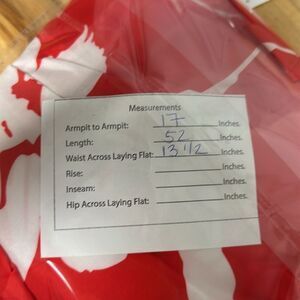 Measurements
Armpit to Armpit: 17 Inches.
Length: 52 Inches.
Waist Across Laying Flat: 13 1/2 Inches.
Rise: Inches.
Inseam: Inches.
Hip Across Laying Flat: Inches.